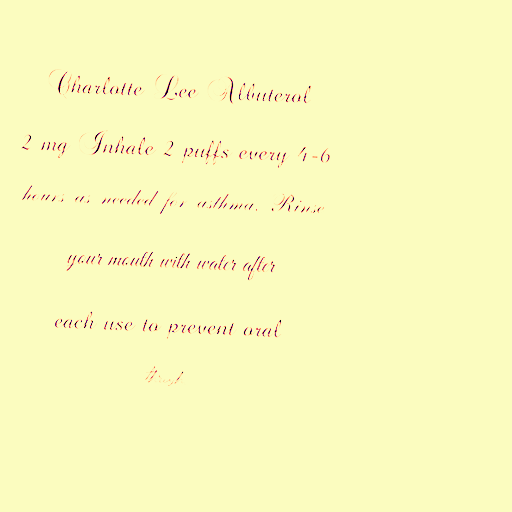 Charlotte Lee Albuterol
2 mg Inhale 2 puffs every 4-6
hours as needed for asthma. Rinse
your mouth with water after
each use to prevent oral